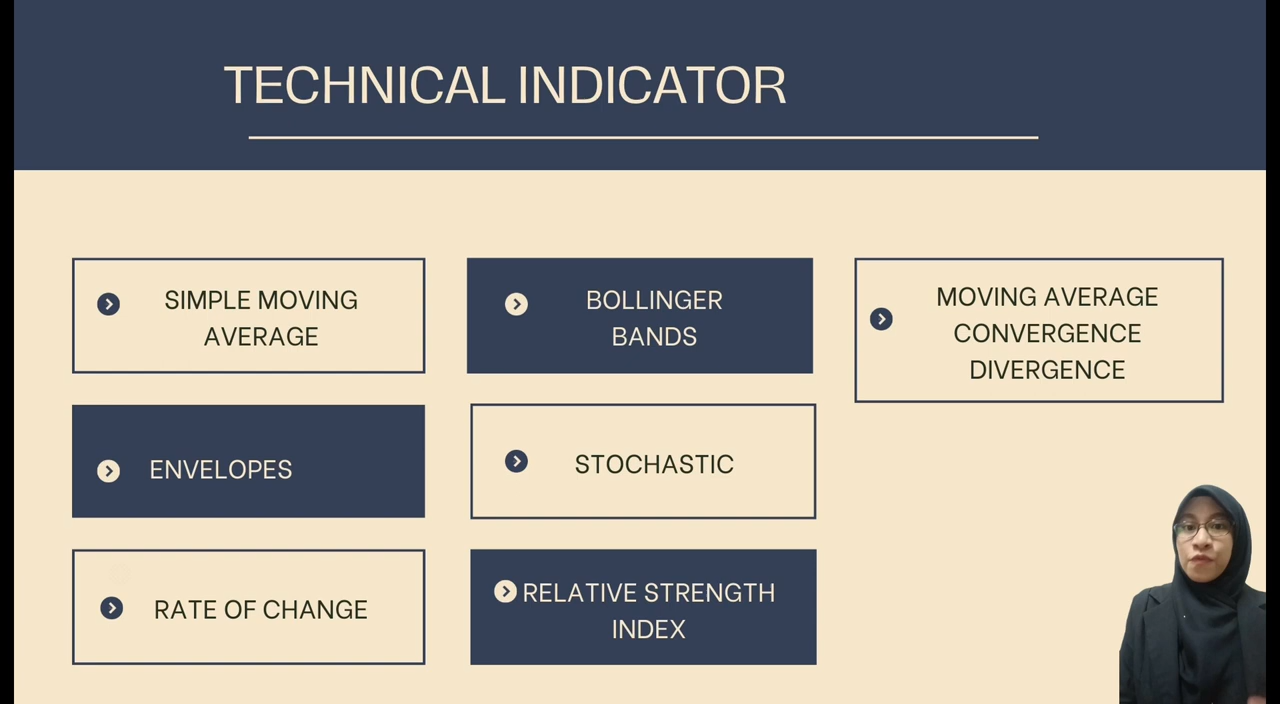 TECHNICAL INDICATOR
SIMPLE MOVING
AVERAGE
BOLLINGER
BANDS
MOVING AVERAGE
CONVERGENCE
DIVERGENCE
ENVELOPES
STOCHASTIC
RATE OF CHANGE
RELATIVE STRENGTH
INDEX